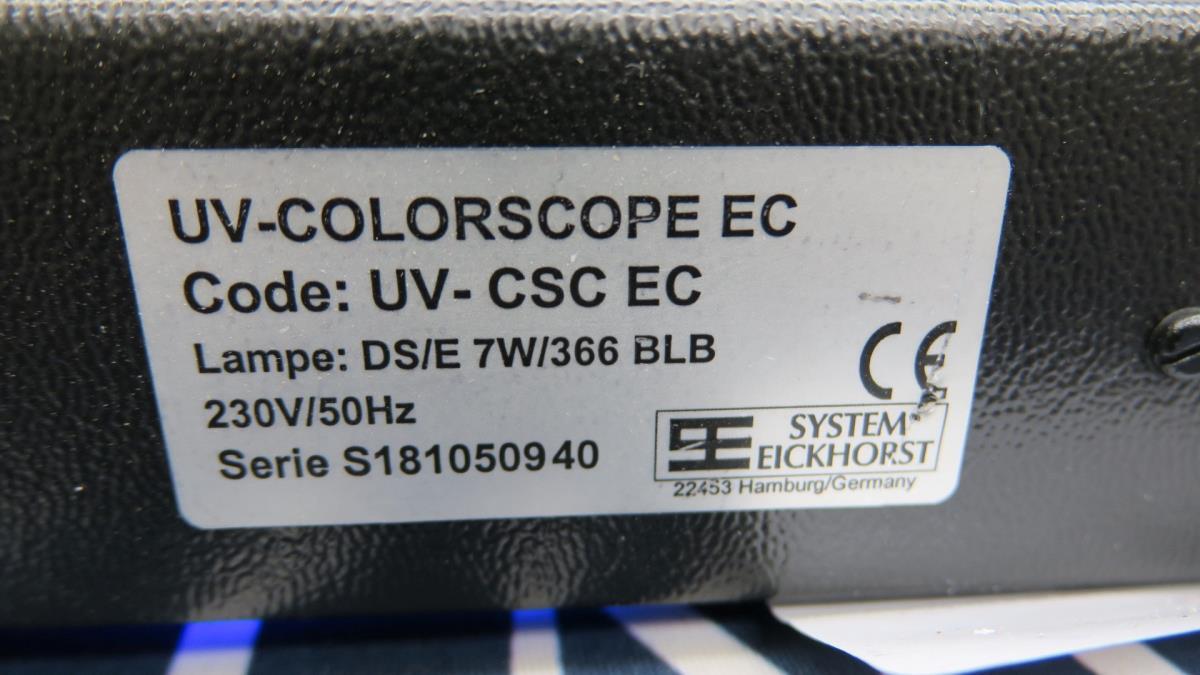 UV-COLORSCOPE EC
Code: UV- CSC EC
Lampe: DS/E 7W/366 BLB
230V/50Hz
Serie S181050940
CE
SE SYSTEM
EICKHORST
22453 Hamburg/Germany